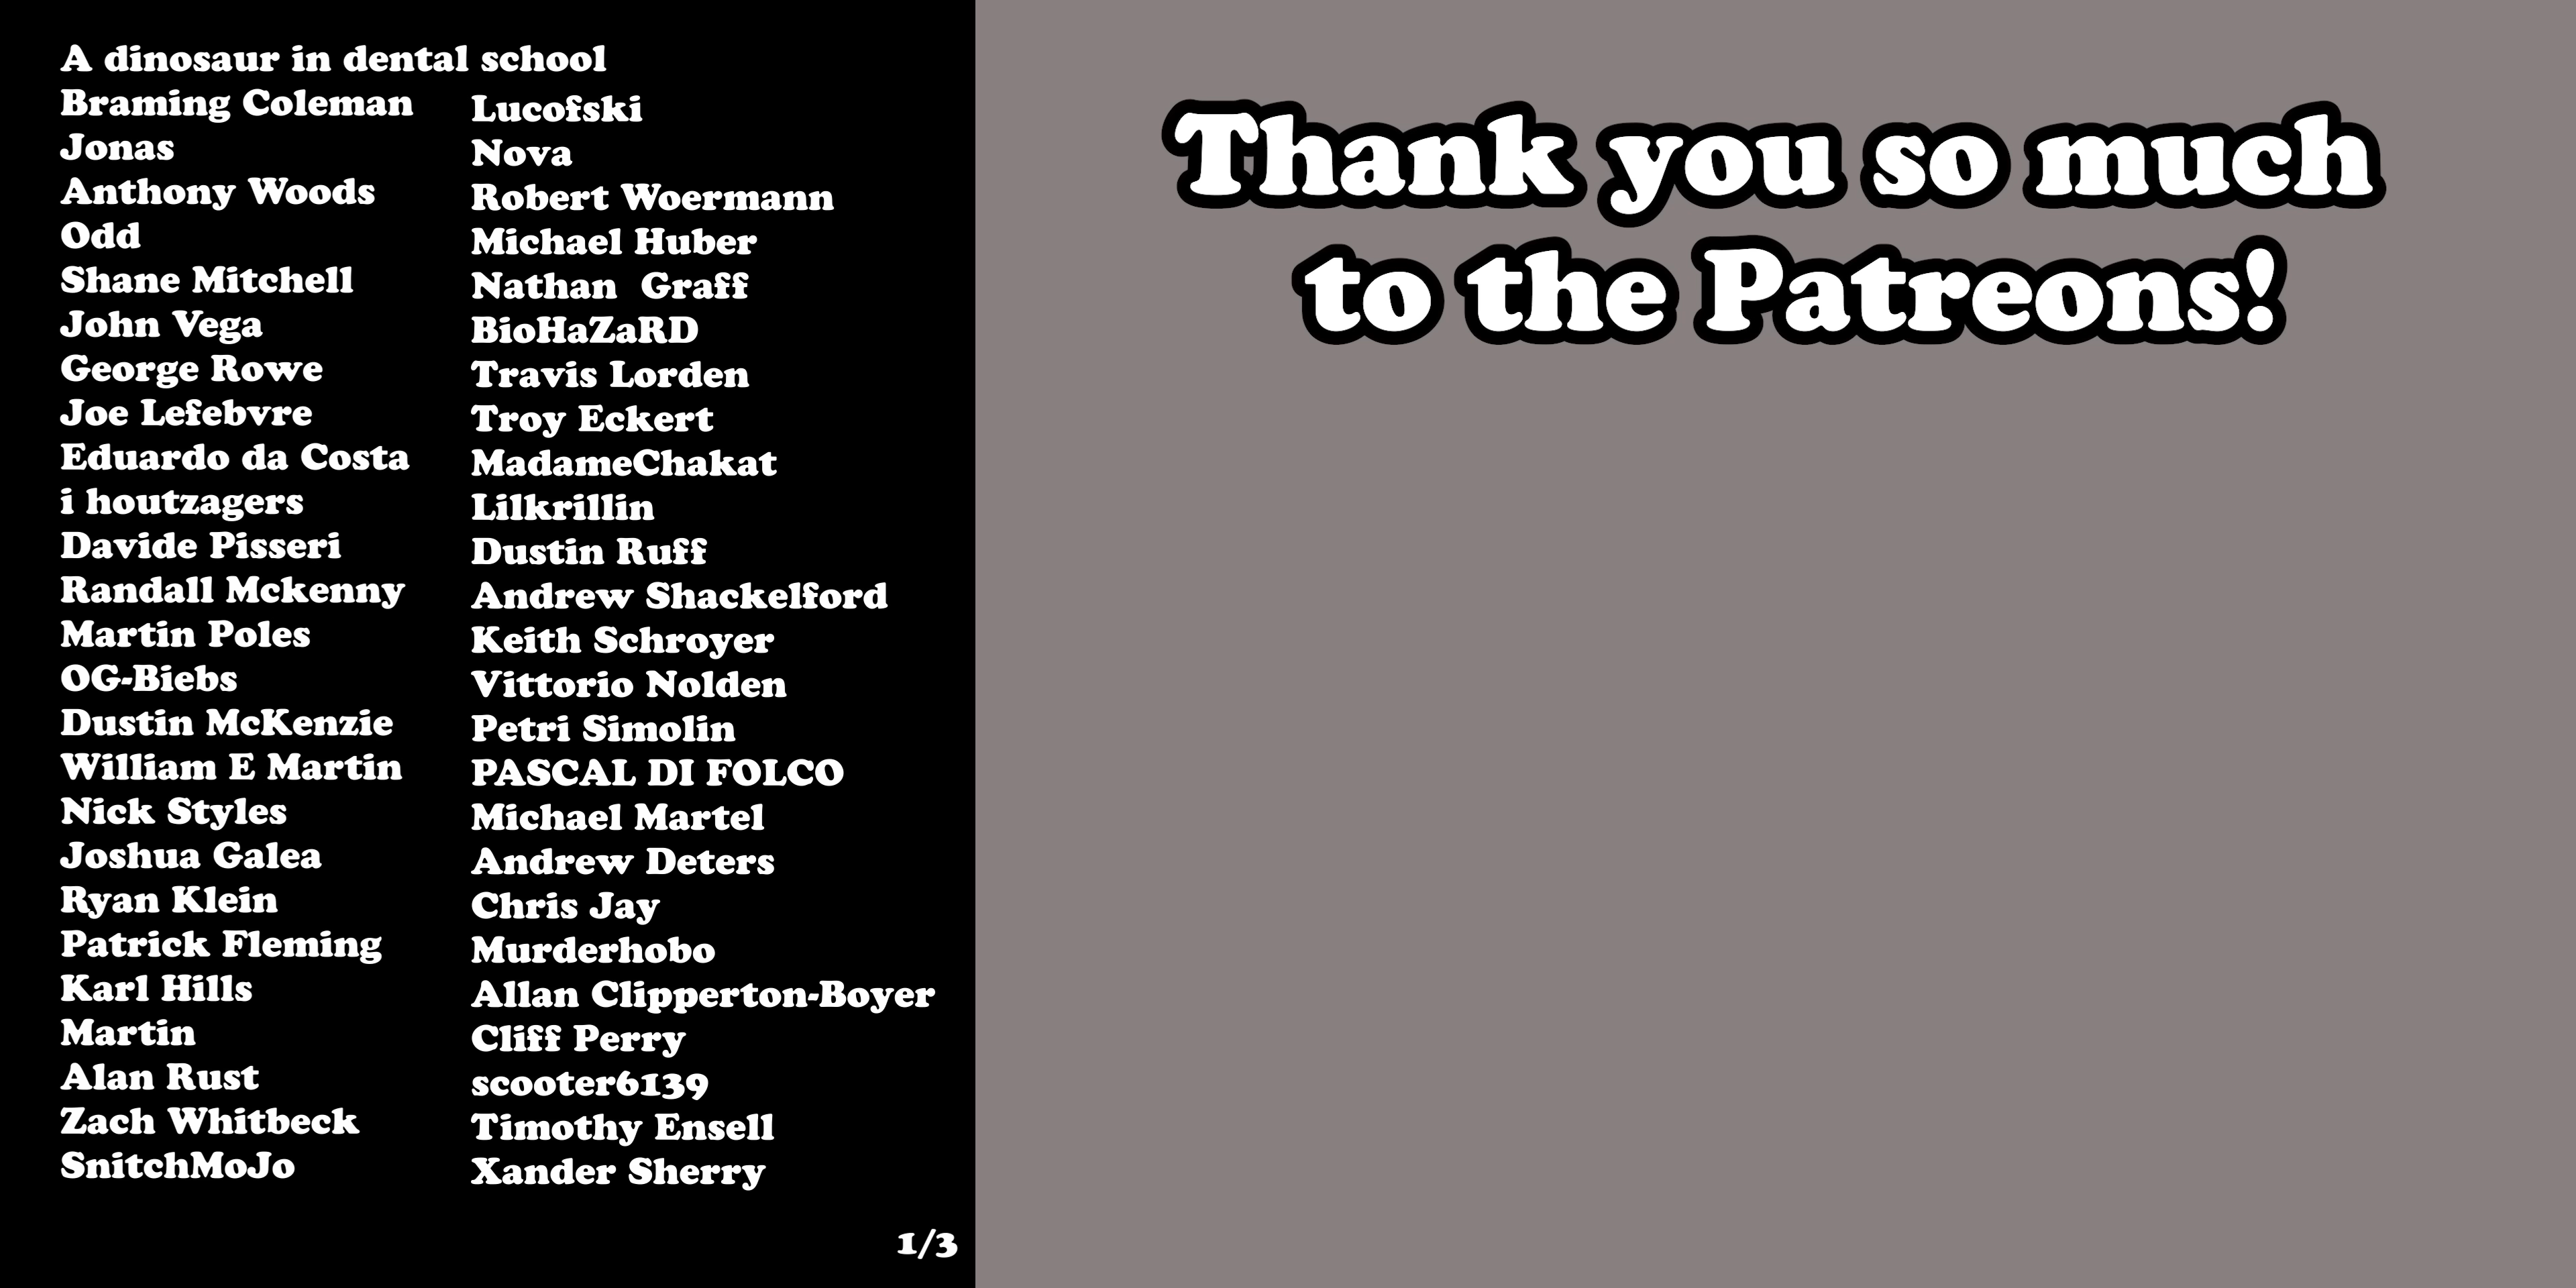 A dinosaur in dental school
Braming Coleman
Jonas
Anthony Woods
Odd
Shane Mitchell
John Vega
George Rowe
Joe Lefebvre
Eduardo da Costa
i houtzagers
Davide Pisseri
Randall Mckenny
Martin Poles
OG-Biebs
Dustin McKenzie
William E Martin
Nick Styles
Joshua Galea
Ryan Klein
Patrick Fleming
Karl Hills
Martin
Alan Rust
Zach Whitbeck
SnitchMoJo
Lucofski
Nova
Robert Woermann
Michael Huber
Nathan  Graff
BioHaZaRD
Travis Lorden
Troy Eckert
MadameChakat
Lilkrillin
Dustin Ruff
Andrew Shackelford
Keith Schroyer
Vittorio Nolden
Petri Simolin
PASCAL DI FOLCO
Michael Martel
Andrew Deters
Chris Jay
Murderhobo
Allan Clipperton-Boyer
Cliff Perry
scooter6139
Timothy Ensell
Xander Sherry
1/3
Thank you so much
to the Patreons!